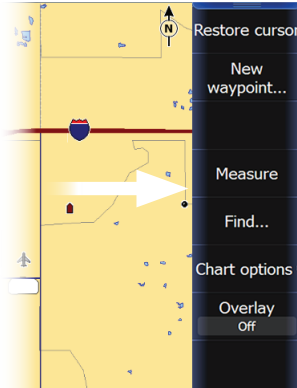 N
Restore cursor
New
waypoint...
Measure
Find...
Chart options
Overlay
Off